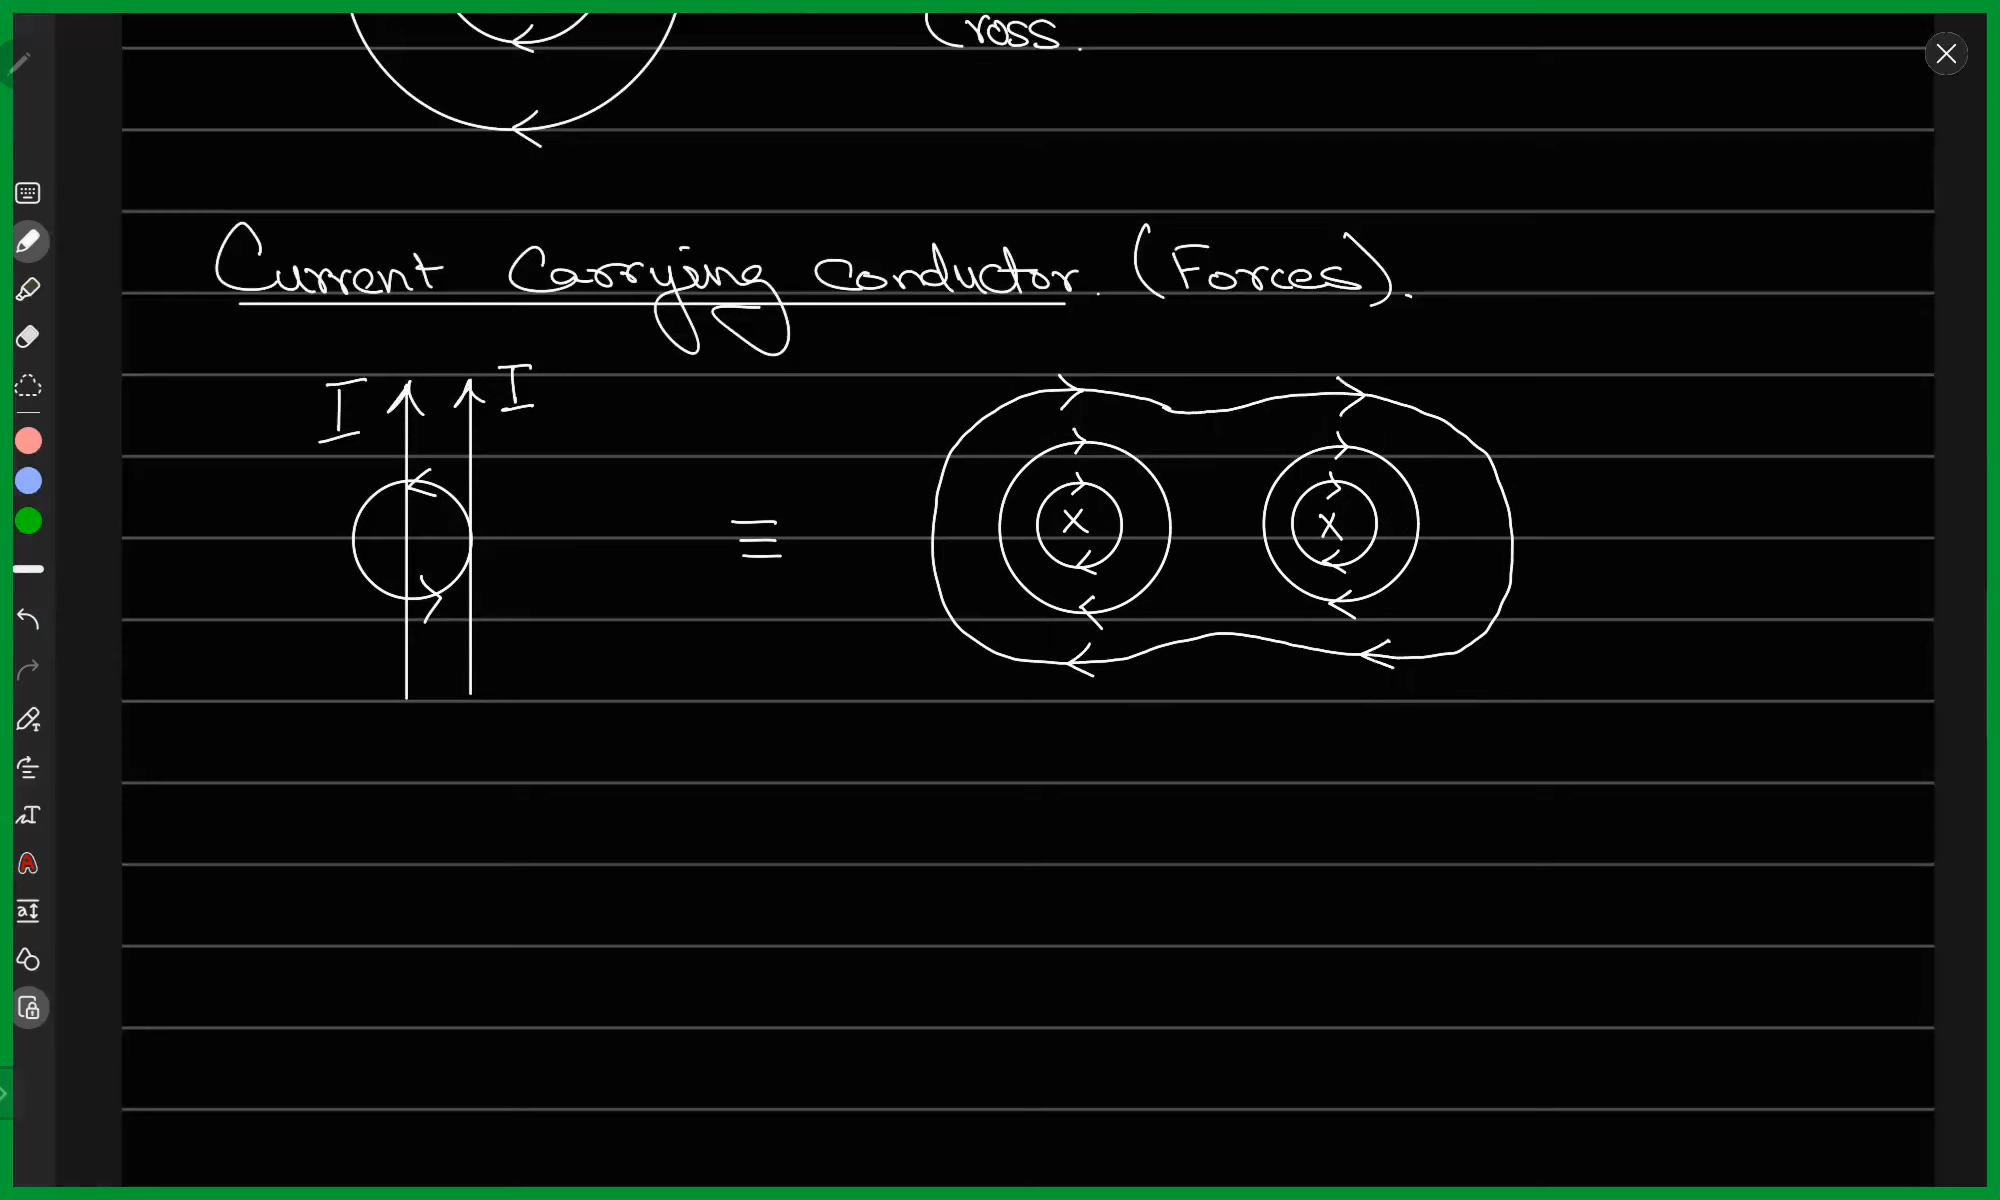 Cross.
Current Carrying Conductor. (Forces).
I I
≡ x x